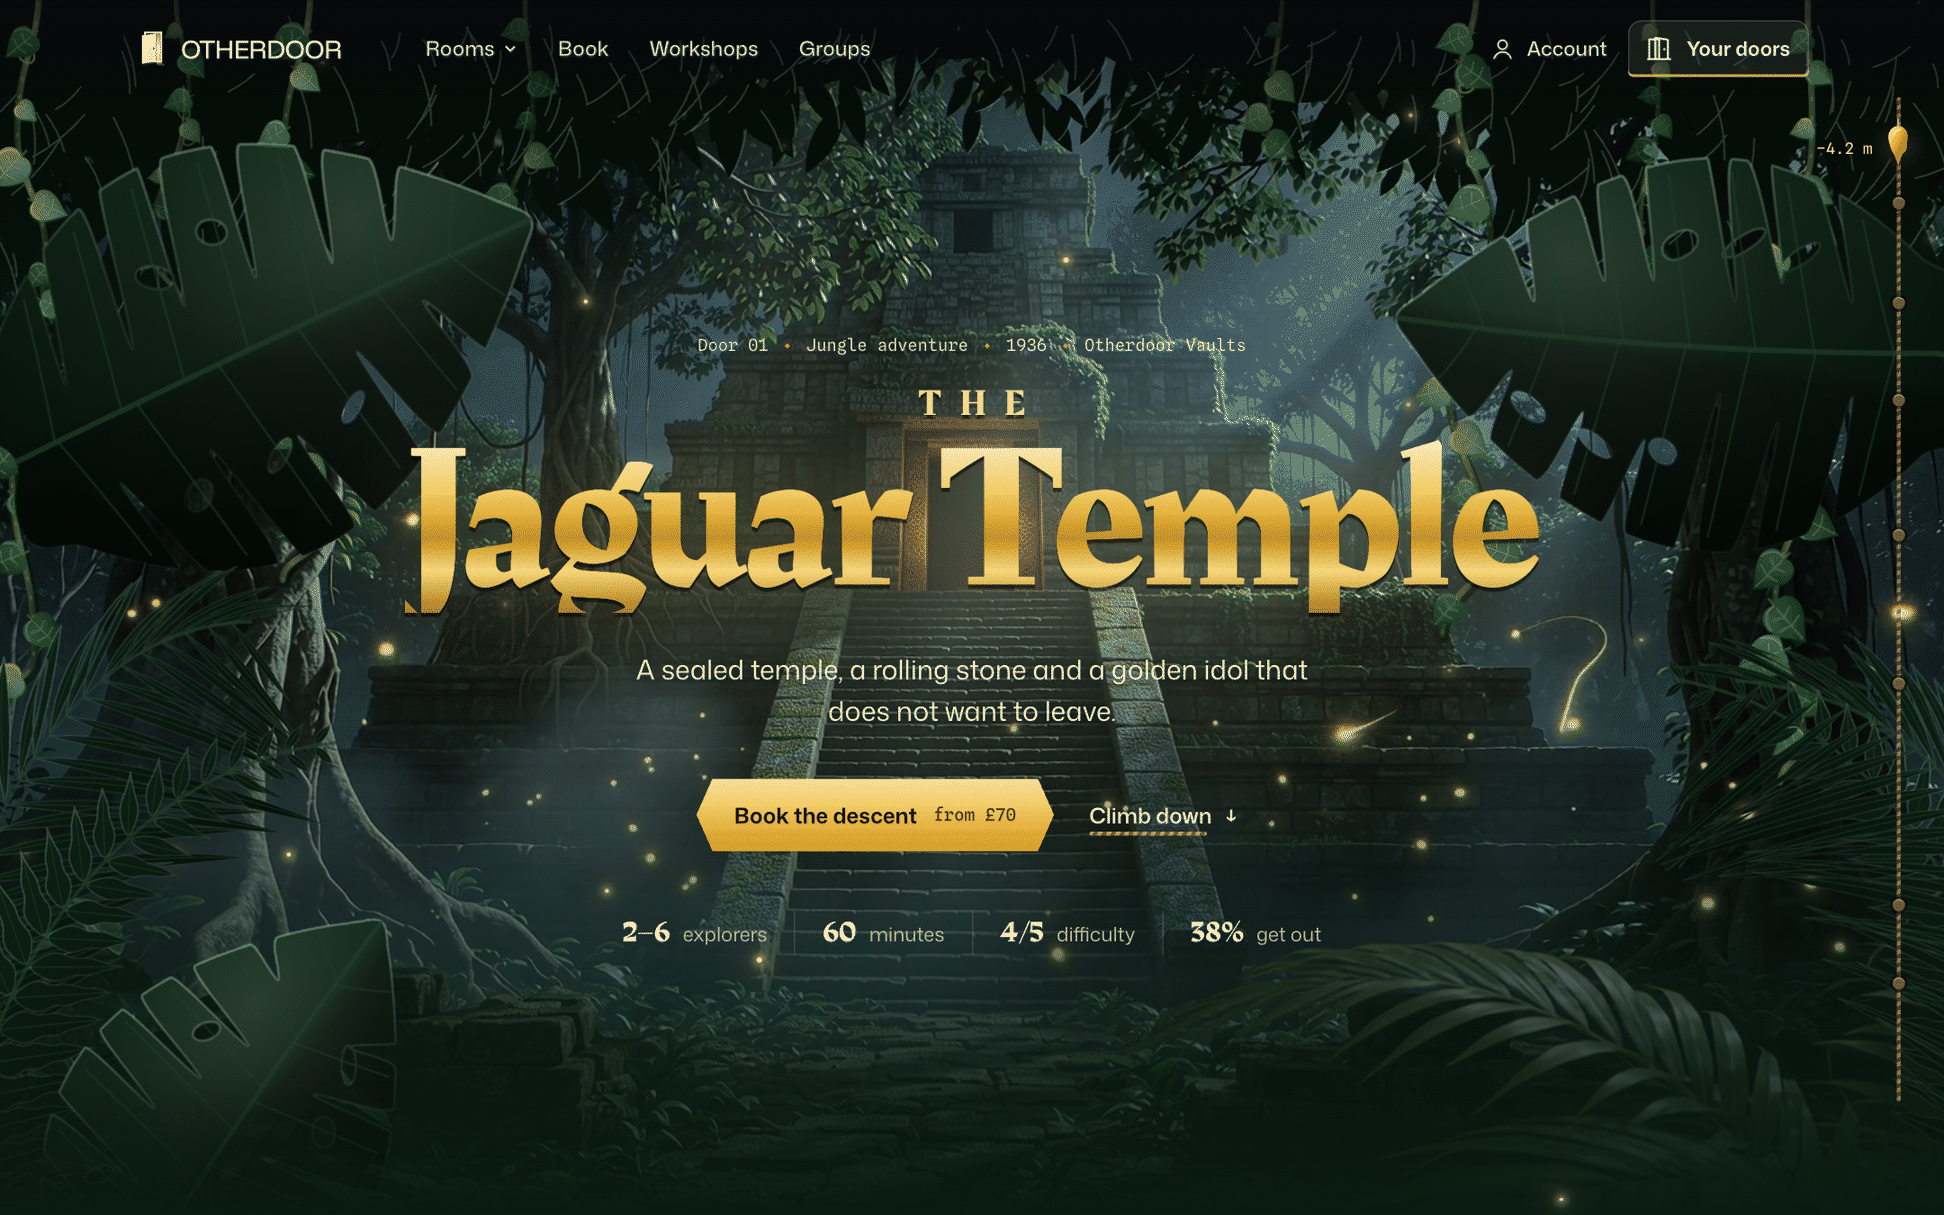 OTHERDOOR Rooms Book Workshops Groups Account Your doors
-4.2 m
Door 01 • Jungle adventure • 1936 • Otherdoor Vaults
THE
Jaguar Temple
A sealed temple, a rolling stone and a golden idol that
does not want to leave.
Book the descent from £70 Climb down ↓
2–6 explorers 60 minutes 4/5 difficulty 38% get out